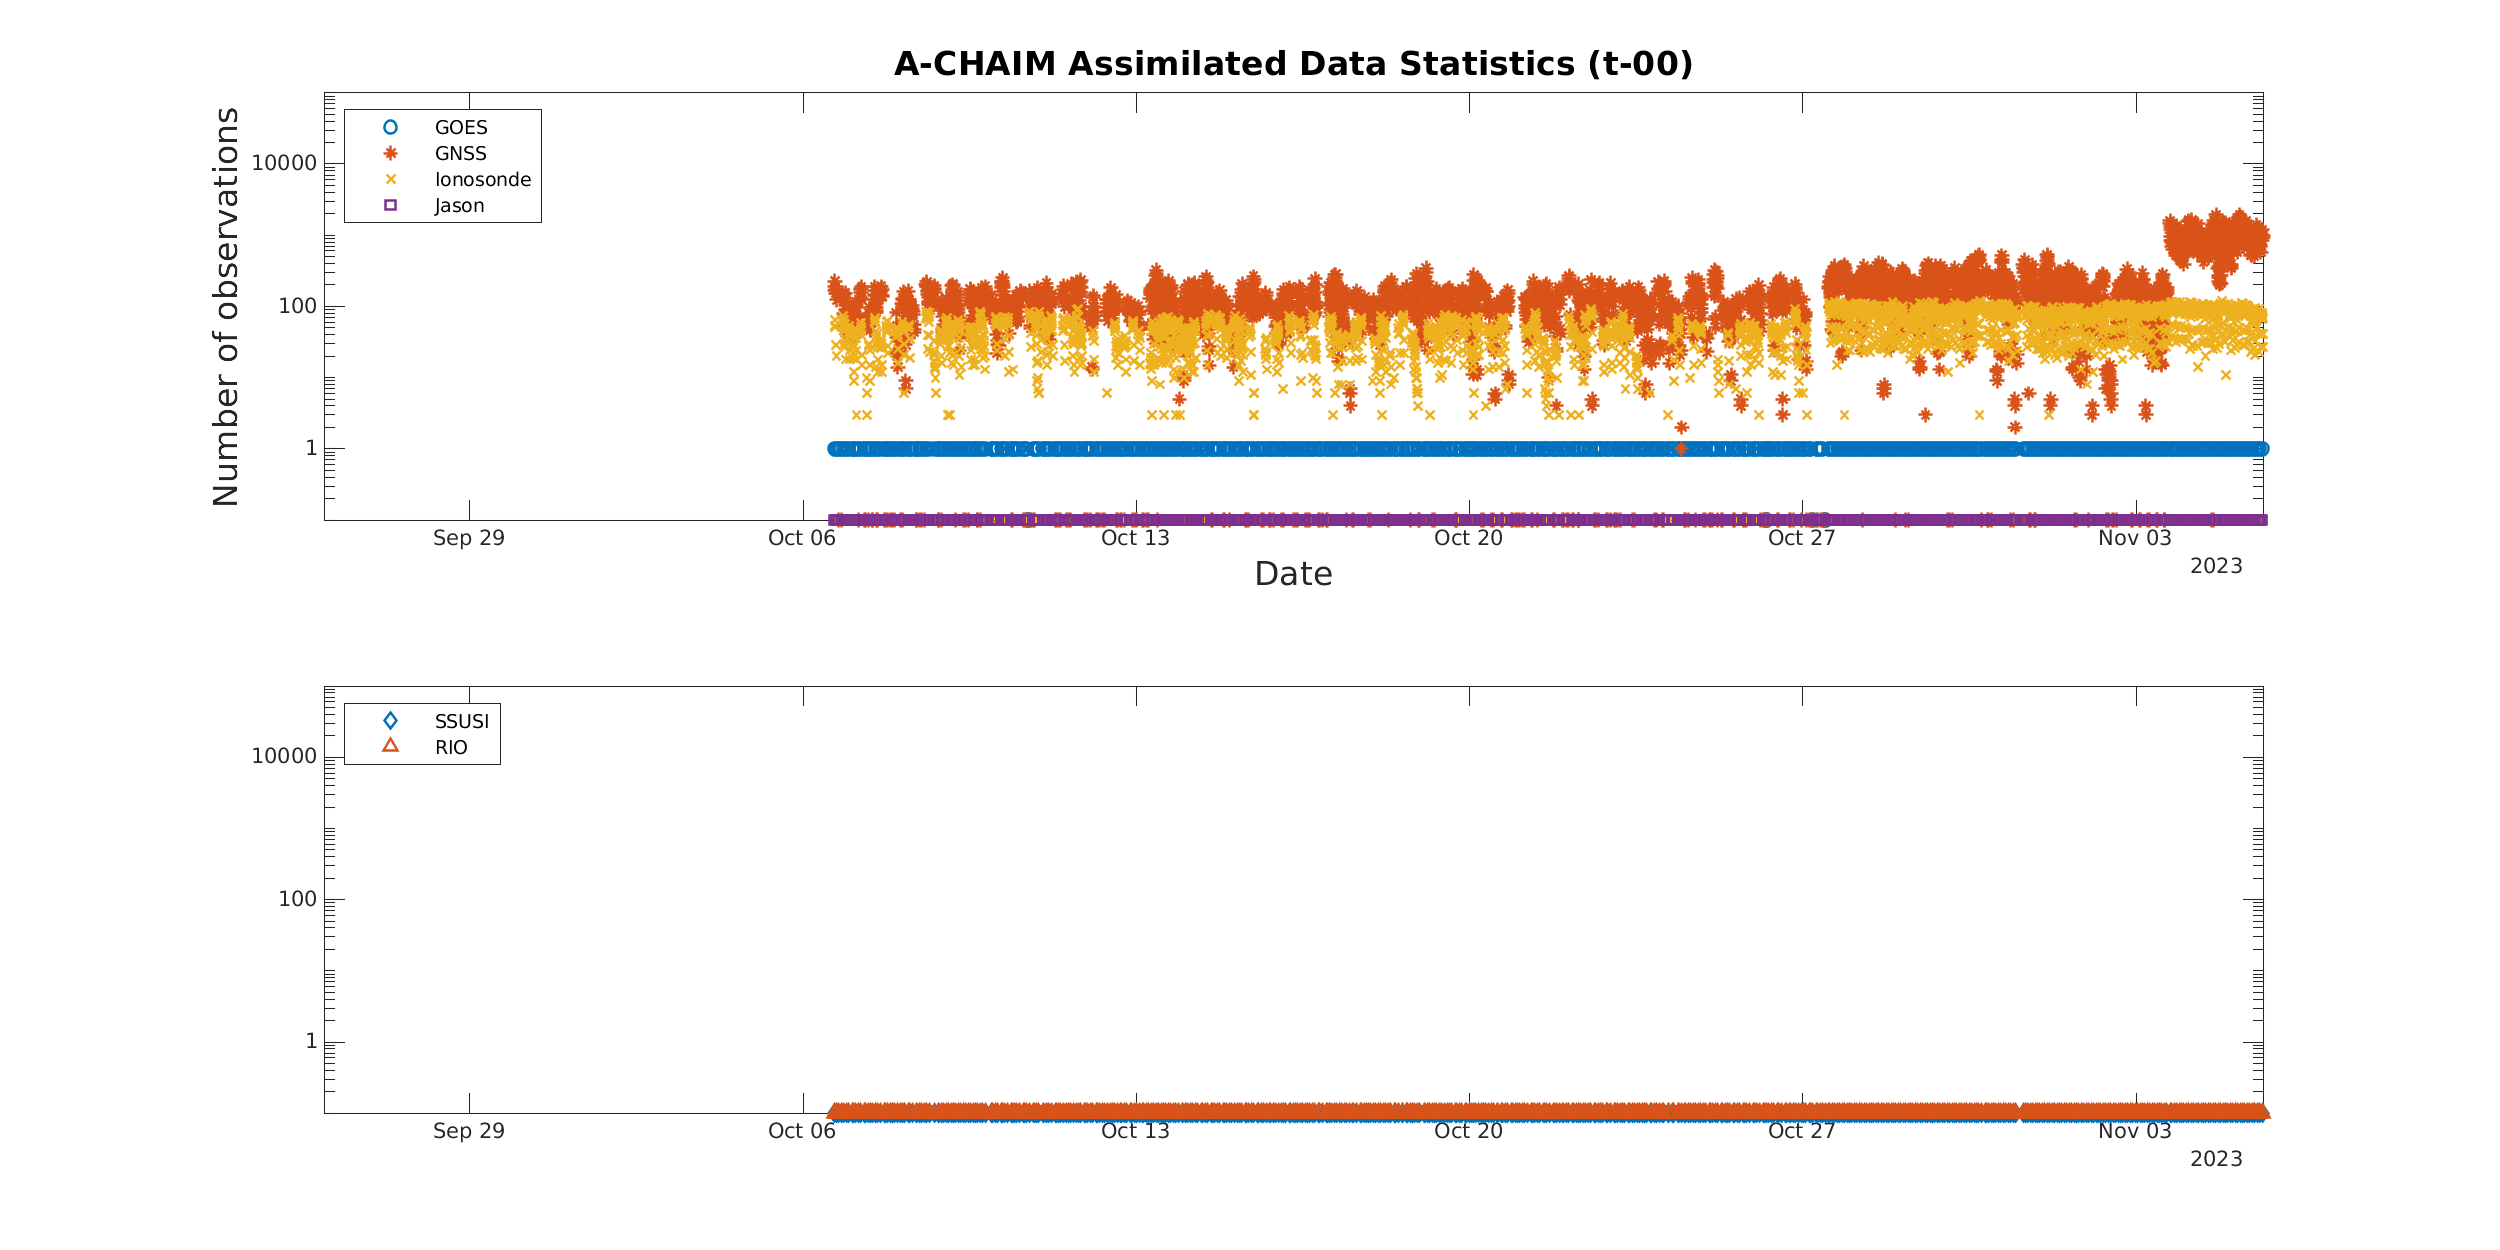 A-CHAIM Assimilated Data Statistics (t-00)
Number of observations
GOES
GNSS
Ionosonde
Jason
10000
100
1
Sep 29 Oct 06 Oct 13 Oct 20 Oct 27 Nov 03
2023
Date
SSUSI
RIO
10000
100
1
Sep 29 Oct 06 Oct 13 Oct 20 Oct 27 Nov 03
2023